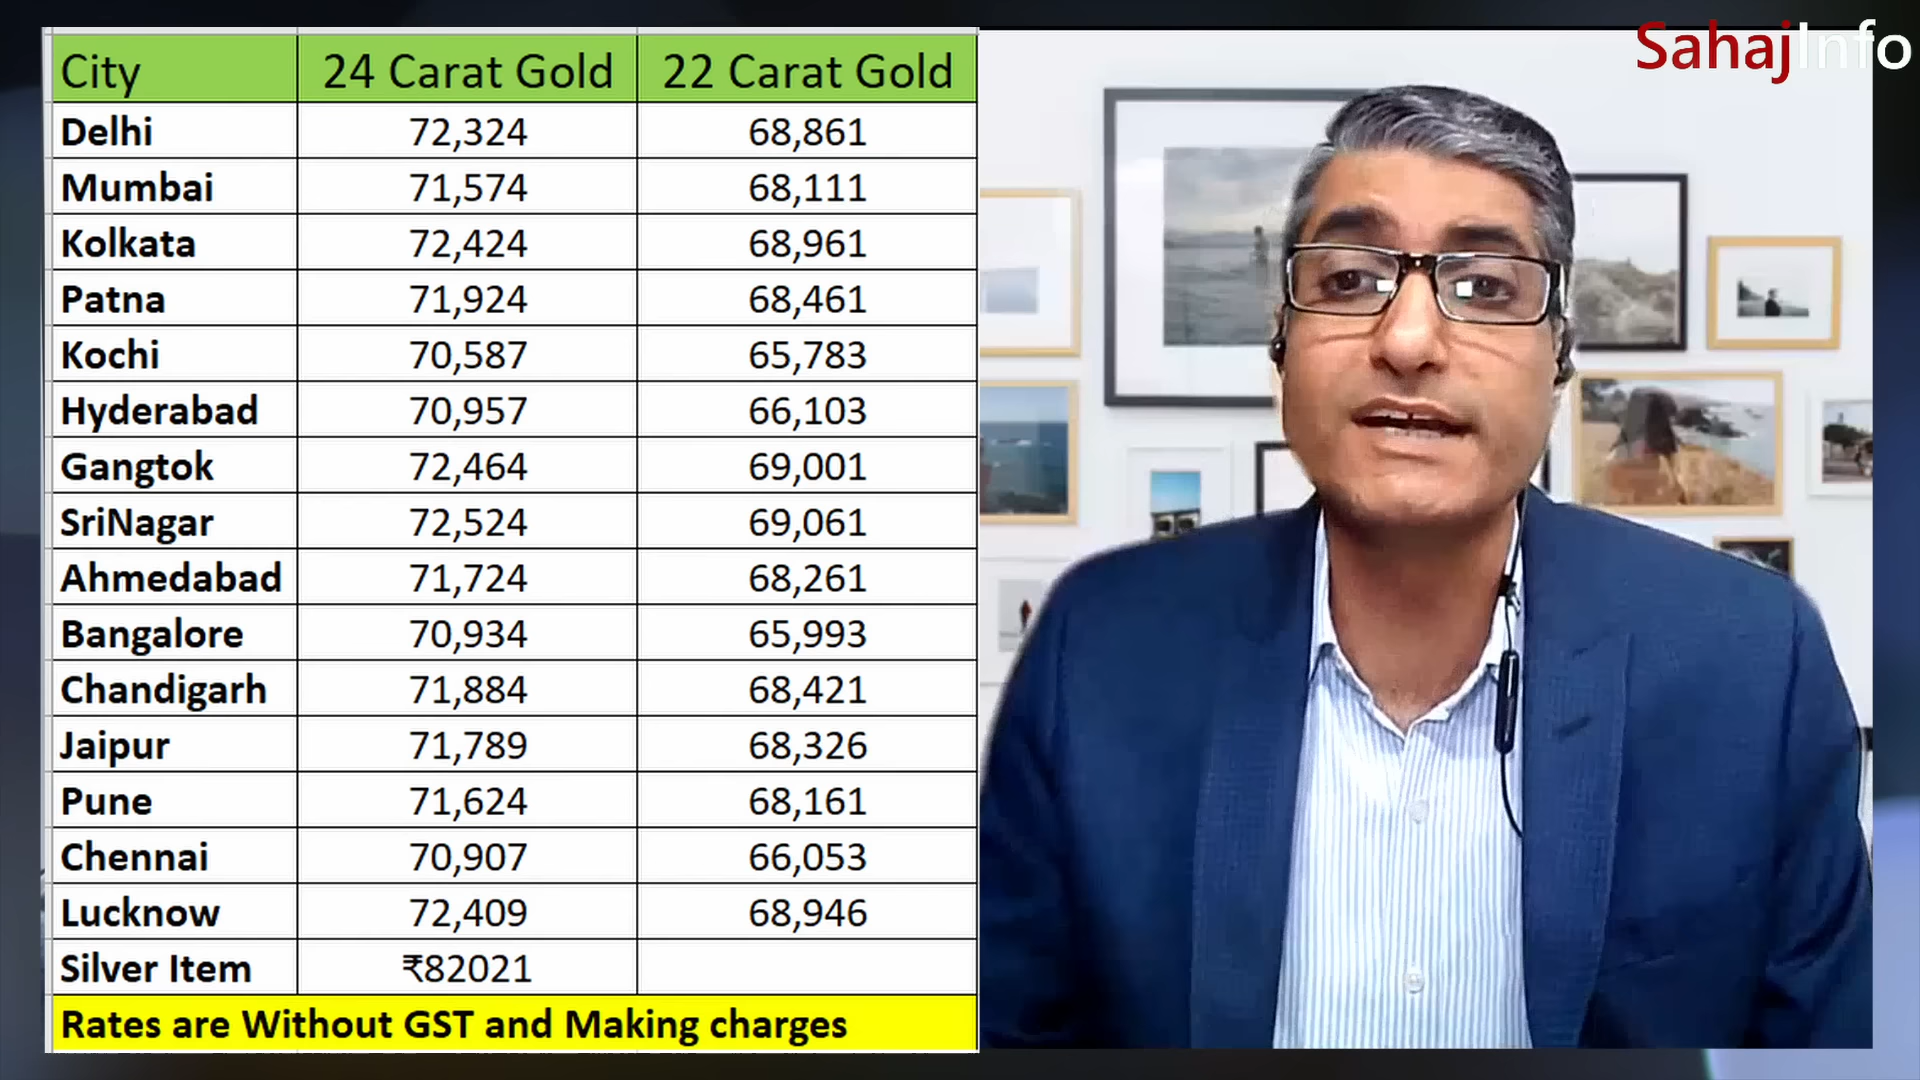 SahajInfo
City 24 Carat Gold 22 Carat Gold
Delhi 72,324 68,861
Mumbai 71,574 68,111
Kolkata 72,424 68,961
Patna 71,924 68,461
Kochi 70,587 65,783
Hyderabad 70,957 66,103
Gangtok 72,464 69,001
SriNagar 72,524 69,061
Ahmedabad 71,724 68,261
Bangalore 70,934 65,993
Chandigarh 71,884 68,421
Jaipur 71,789 68,326
Pune 71,624 68,161
Chennai 70,907 66,053
Lucknow 72,409 68,946
Silver Item ₹82021
Rates are Without GST and Making charges